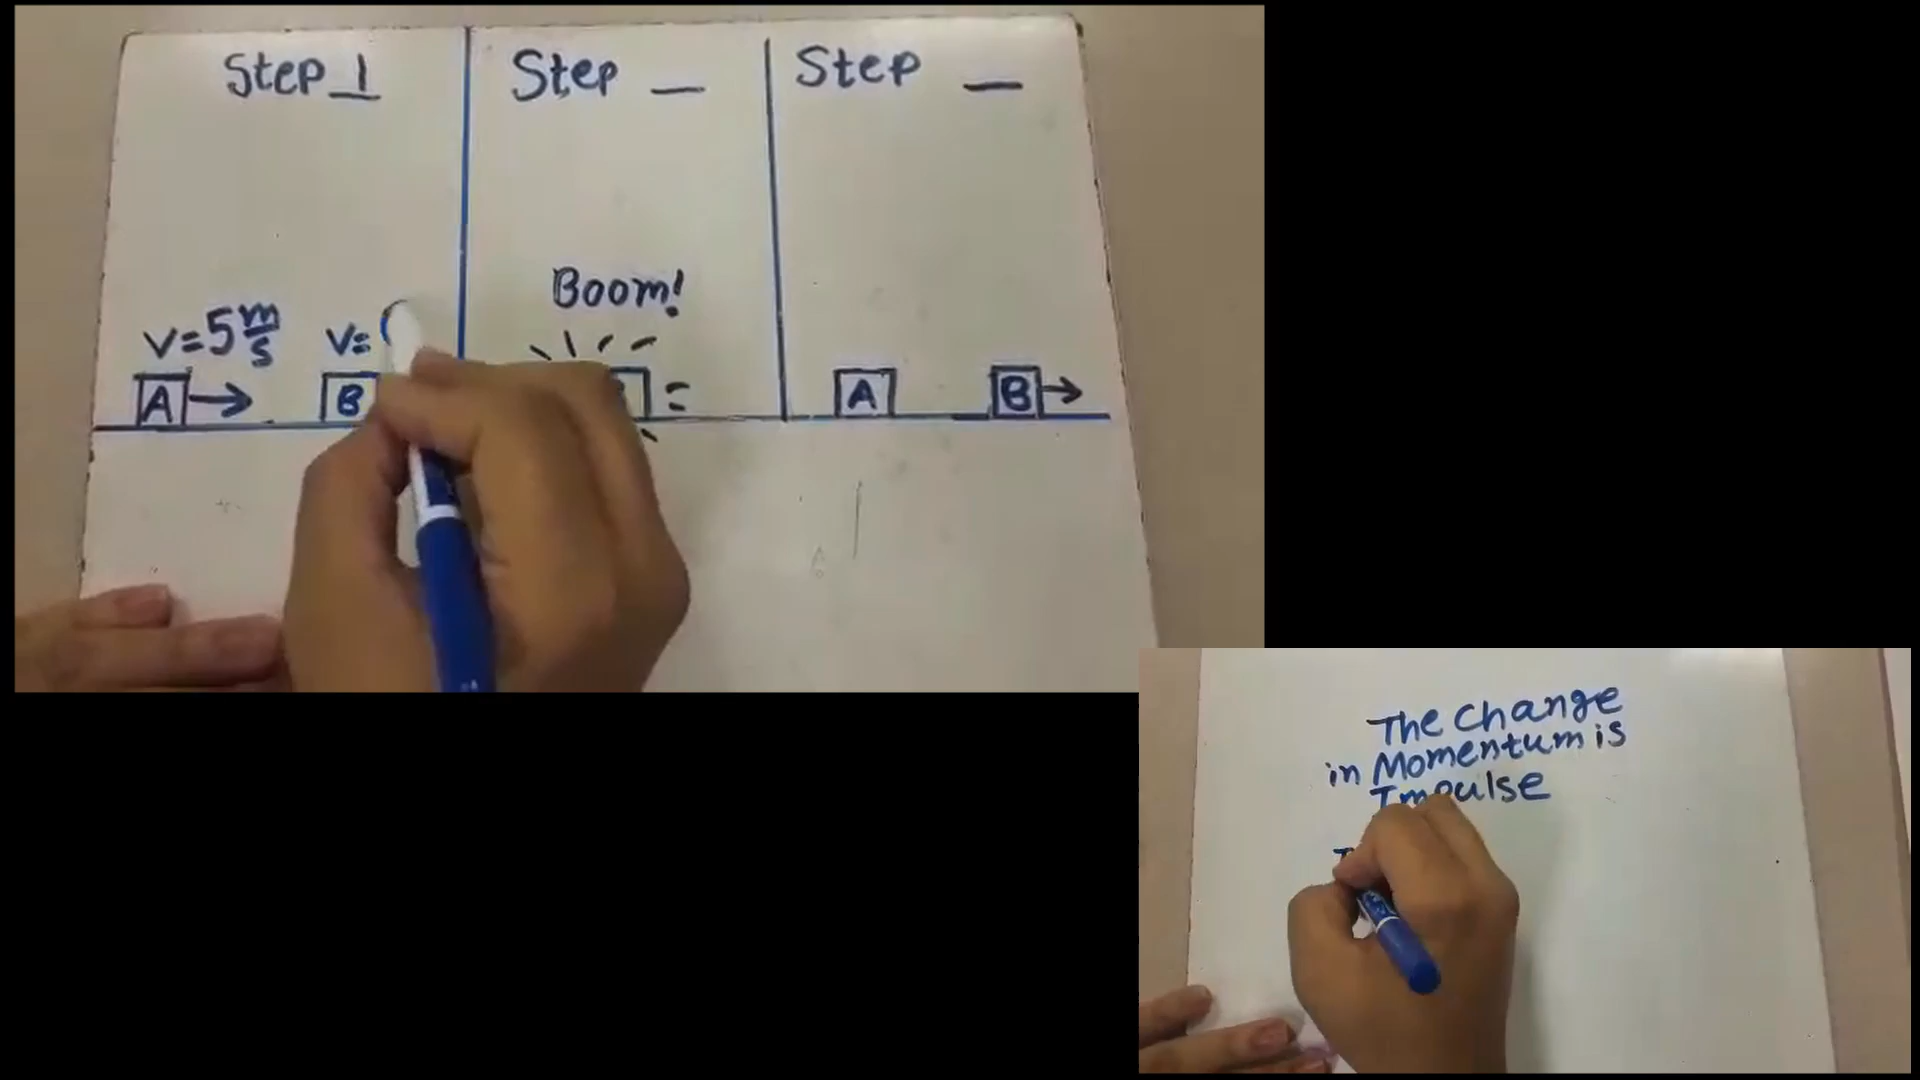 Step 1
Step _
Step _
Boom!
v=5 m/s
v=
A
B
A
B
The Change
in Momentum is
Impulse